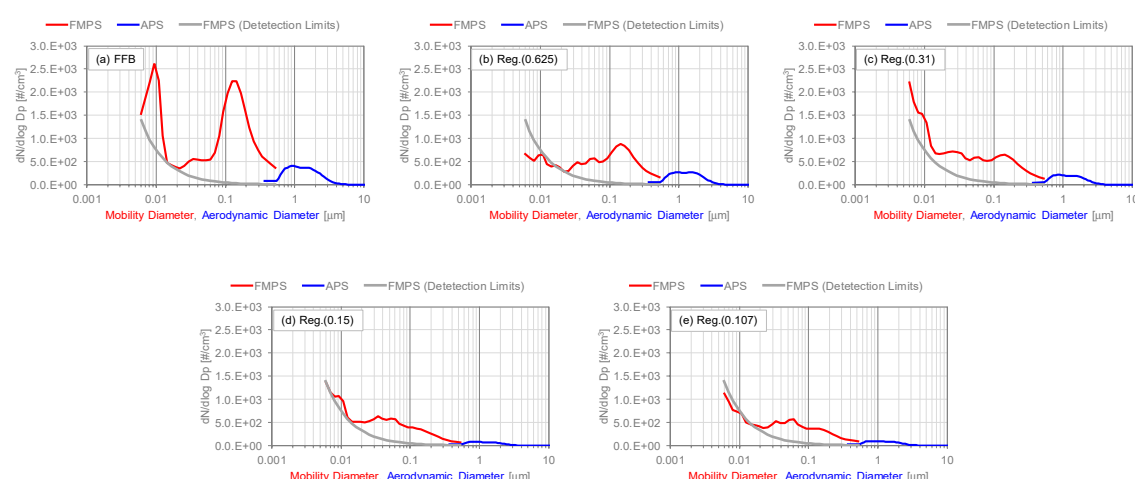 FMPS APS FMPS (Detetection Limits)
3.0.E+03
2.5.E+03
2.0.E+03
1.5.E+03
1.0.E+03
5.0.E+02
0.0.E+00
dN/dlog Dp [#/cm³]
(a) FFB
0.001 0.01 0.1 1 10
Mobility Diameter, Aerodynamic Diameter [μm]
FMPS APS FMPS (Detetection Limits)
3.0.E+03
2.5.E+03
2.0.E+03
1.5.E+03
1.0.E+03
5.0.E+02
0.0.E+00
dN/dlog Dp [#/cm³]
(b) Reg.(0.625)
0.001 0.01 0.1 1 10
Mobility Diameter, Aerodynamic Diameter [μm]
FMPS APS FMPS (Detetection Limits)
3.0.E+03
2.5.E+03
2.0.E+03
1.5.E+03
1.0.E+03
5.0.E+02
0.0.E+00
dN/dlog Dp [#/cm³]
(c) Reg.(0.31)
0.001 0.01 0.1 1 10
Mobility Diameter, Aerodynamic Diameter [μm]
FMPS APS FMPS (Detetection Limits)
3.0.E+03
2.5.E+03
2.0.E+03
1.5.E+03
1.0.E+03
5.0.E+02
0.0.E+00
dN/dlog Dp [#/cm³]
(d) Reg.(0.15)
0.001 0.01 0.1 1 10
Mobility Diameter, Aerodynamic Diameter [μm]
FMPS APS FMPS (Detetection Limits)
3.0.E+03
2.5.E+03
2.0.E+03
1.5.E+03
1.0.E+03
5.0.E+02
0.0.E+00
dN/dlog Dp [#/cm³]
(e) Reg.(0.107)
0.001 0.01 0.1 1 10
Mobility Diameter, Aerodynamic Diameter [μm]